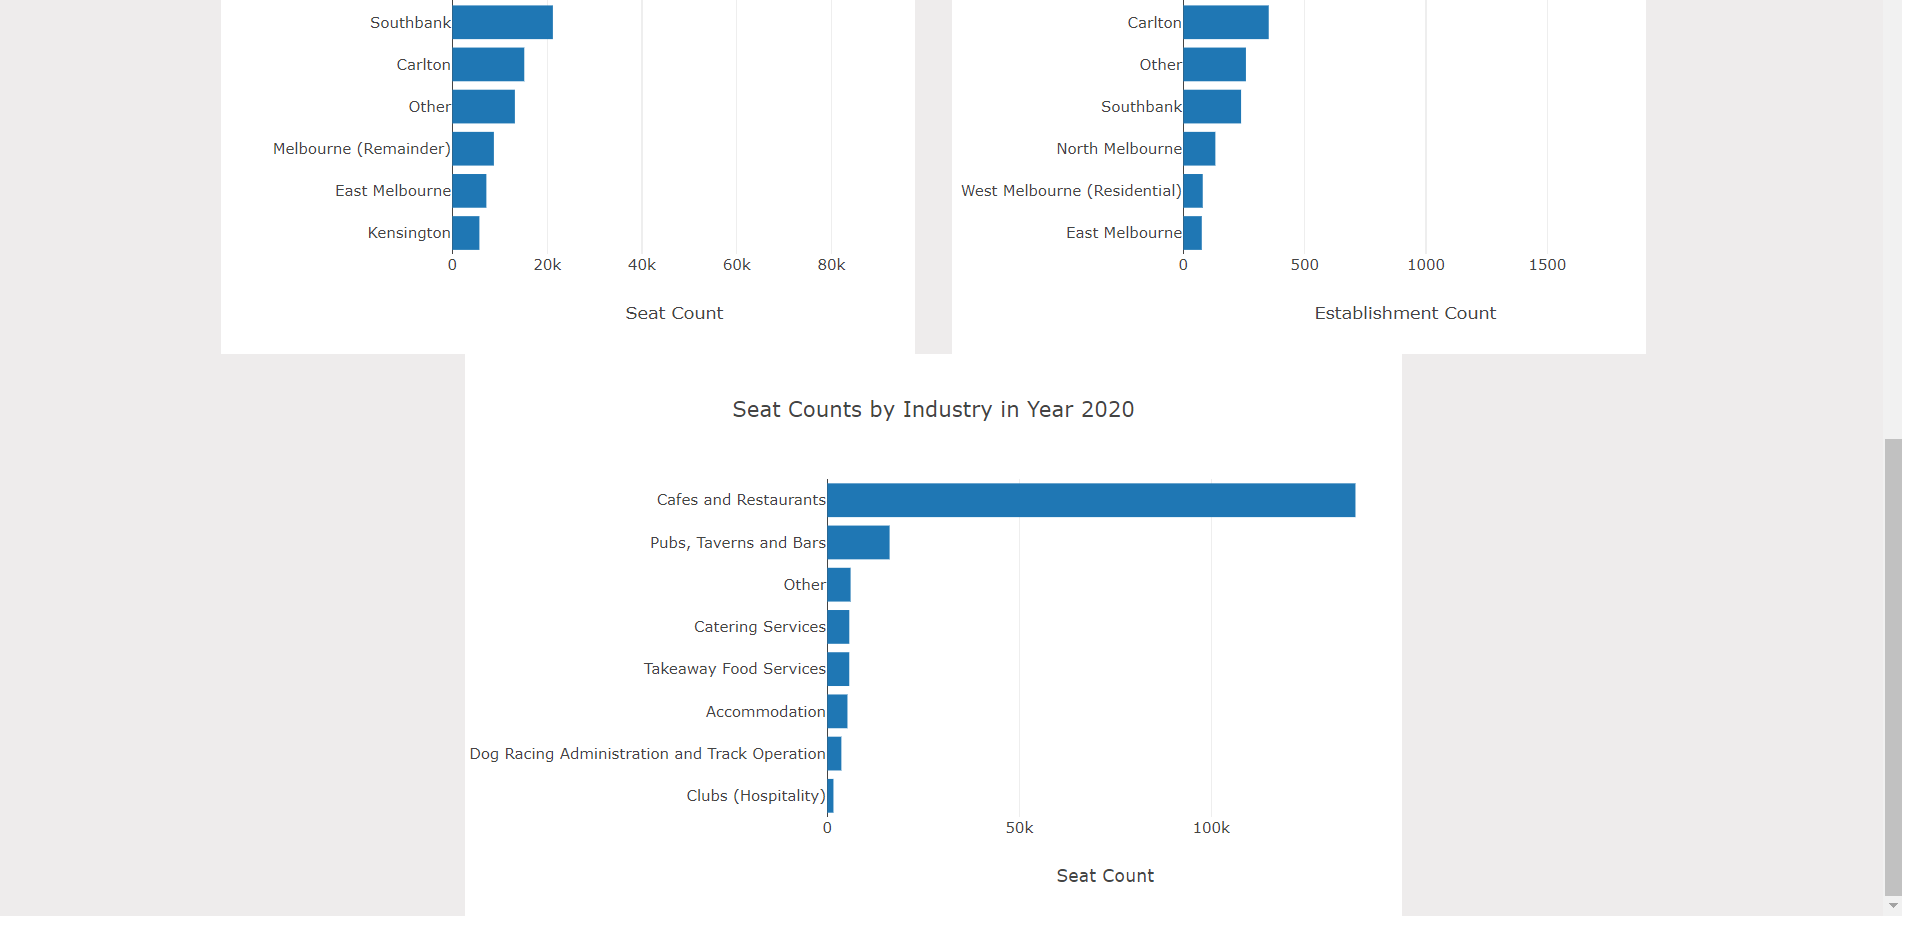 Southbank
Carlton
Other
Melbourne (Remainder)
East Melbourne
Kensington
0 20k 40k 60k 80k
Seat Count
Carlton
Other
Southbank
North Melbourne
West Melbourne (Residential)
East Melbourne
0 500 1000 1500
Establishment Count
Seat Counts by Industry in Year 2020
Cafes and Restaurants
Pubs, Taverns and Bars
Other
Catering Services
Takeaway Food Services
Accommodation
Dog Racing Administration and Track Operation
Clubs (Hospitality)
0 50k 100k
Seat Count